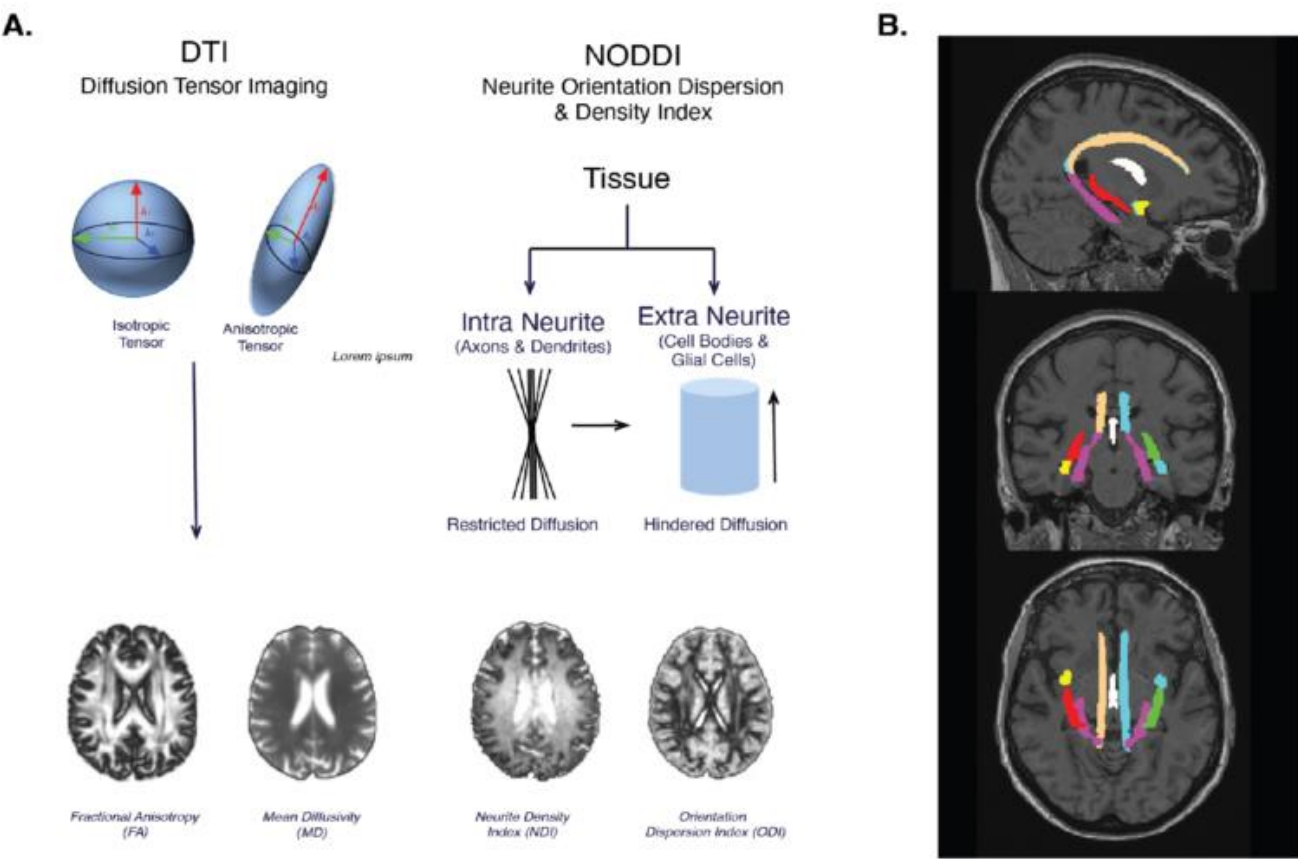 A.
DTI
Diffusion Tensor Imaging
Isotropic
Tensor
Anisotropic
Tensor
Lorem ipsum
NODDI
Neurite Orientation Dispersion
& Density Index
Tissue
Intra Neurite
(Axons & Dendrites)
Extra Neurite
(Cell Bodies &
Glial Cells)
Restricted Diffusion
Hindered Diffusion
Fractional Anisotropy
(FA)
Mean Diffusivity
(MD)
Neurite Density
Index (NDI)
Orientation
Dispersion Index (ODI)
B.